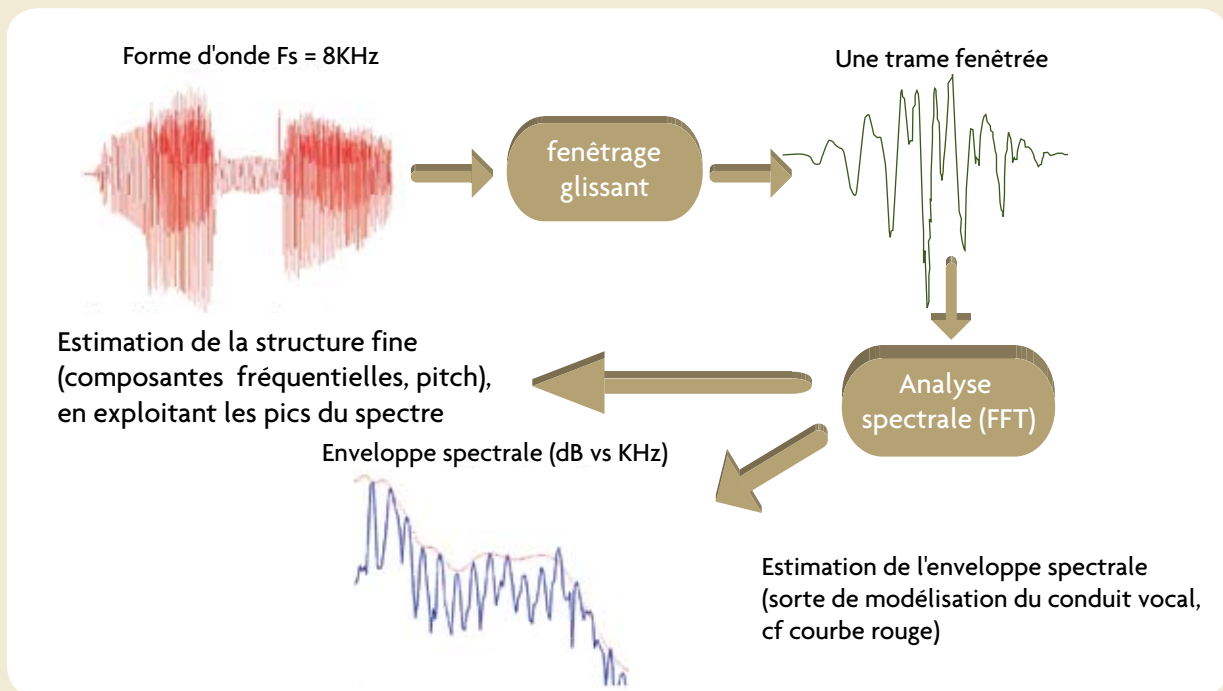 Forme d'onde Fs = 8KHz
Une trame fenêtrée
fenêtrage
glissant
Estimation de la structure fine
(composantes fréquentielles, pitch),
en exploitant les pics du spectre
Analyse
spectrale (FFT)
Enveloppe spectrale (dB vs KHz)
Estimation de l'enveloppe spectrale
(sorte de modélisation du conduit vocal,
cf courbe rouge)